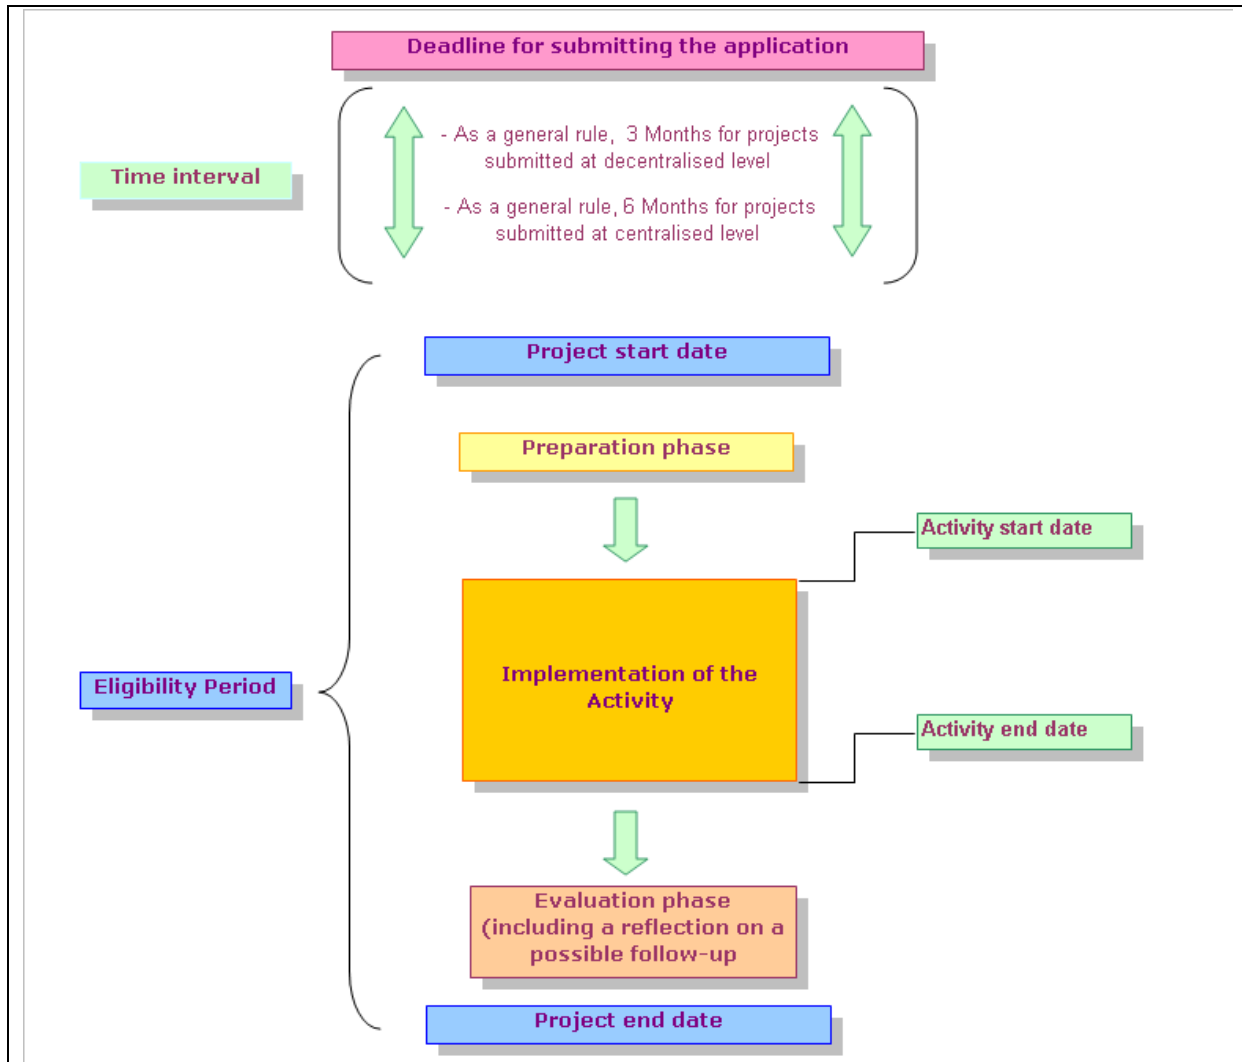 Deadline for submitting the application
- As a general rule, 3 Months for projects
submitted at decentralised level
Time interval
- As a general rule, 6 Months for projects
submitted at centralised level
Project start date
Preparation phase
Activity start date
Implementation of the
Activity
Eligibility Period
Activity end date
Evaluation phase
(including a reflection on a
possible follow-up
Project end date